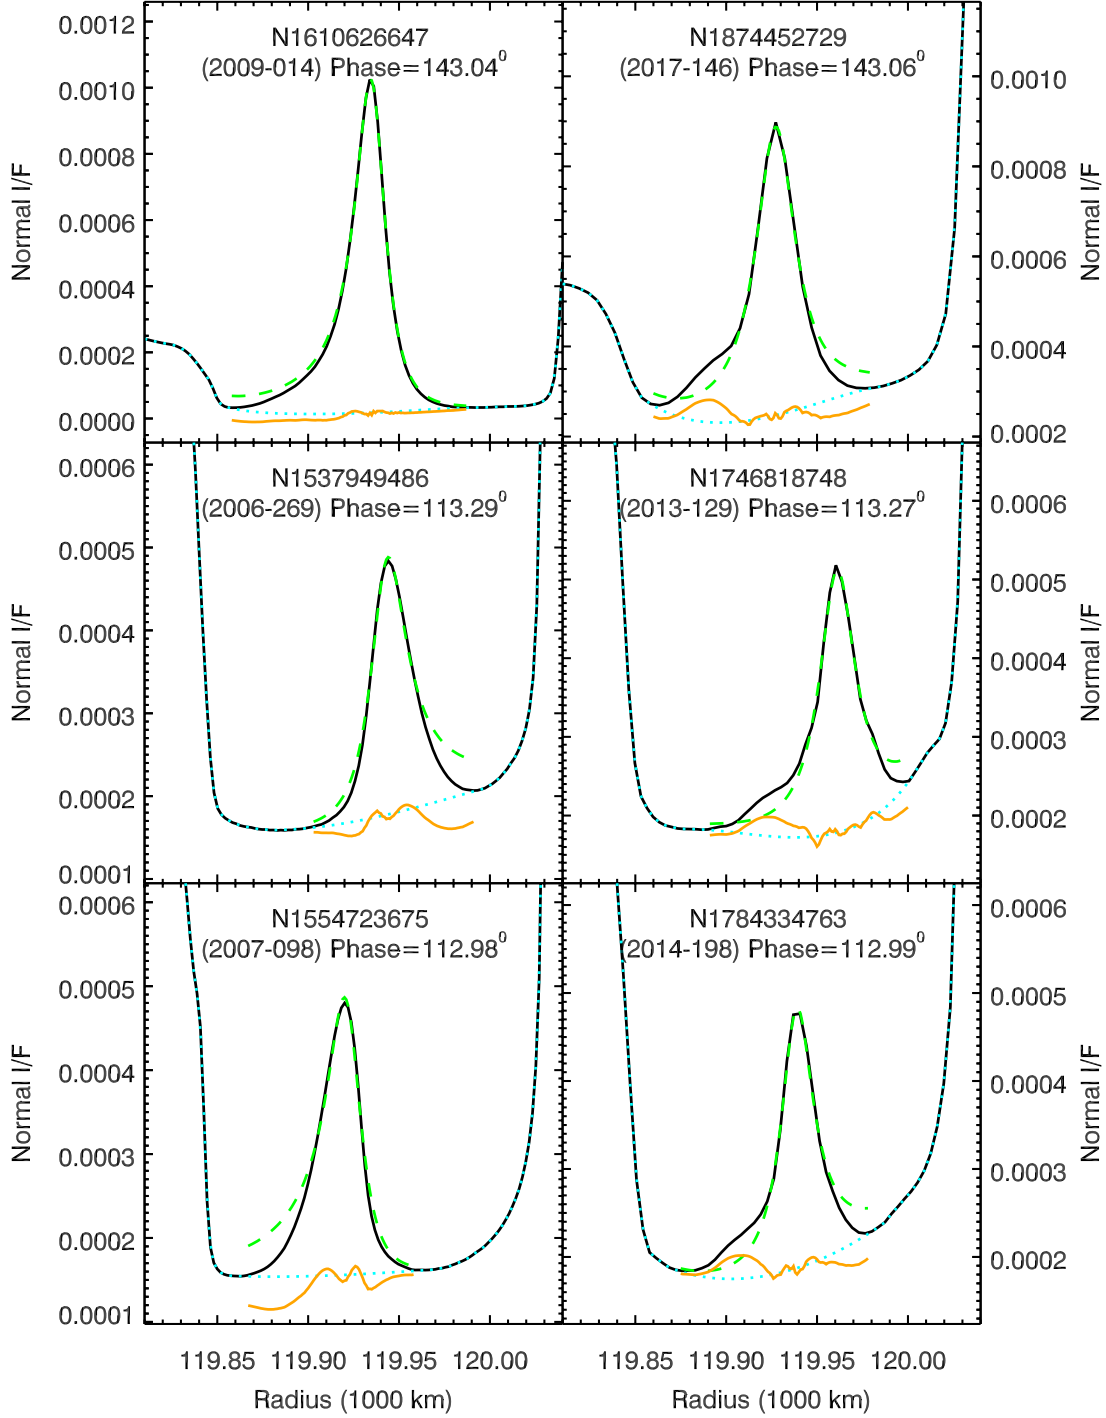 N1610626647
(2009-014) Phase=143.04⁰
0.0012
0.0010
0.0008
0.0006
0.0004
0.0002
0.0000
Normal I/F
N1874452729
(2017-146) Phase=143.06⁰
0.0010
0.0008
0.0006
0.0004
0.0002
Normal I/F
N1537949486
(2006-269) Phase=113.29⁰
0.0006
0.0005
0.0004
0.0003
0.0002
0.0001
Normal I/F
N1746818748
(2013-129) Phase=113.27⁰
0.0006
0.0005
0.0004
0.0003
0.0002
Normal I/F
N1554723675
(2007-098) Phase=112.98⁰
0.0006
0.0005
0.0004
0.0003
0.0002
0.0001
Normal I/F
N1784334763
(2014-198) Phase=112.99⁰
0.0006
0.0005
0.0004
0.0003
0.0002
Normal I/F
119.85 119.90 119.95 120.00
Radius (1000 km)
119.85 119.90 119.95 120.00
Radius (1000 km)